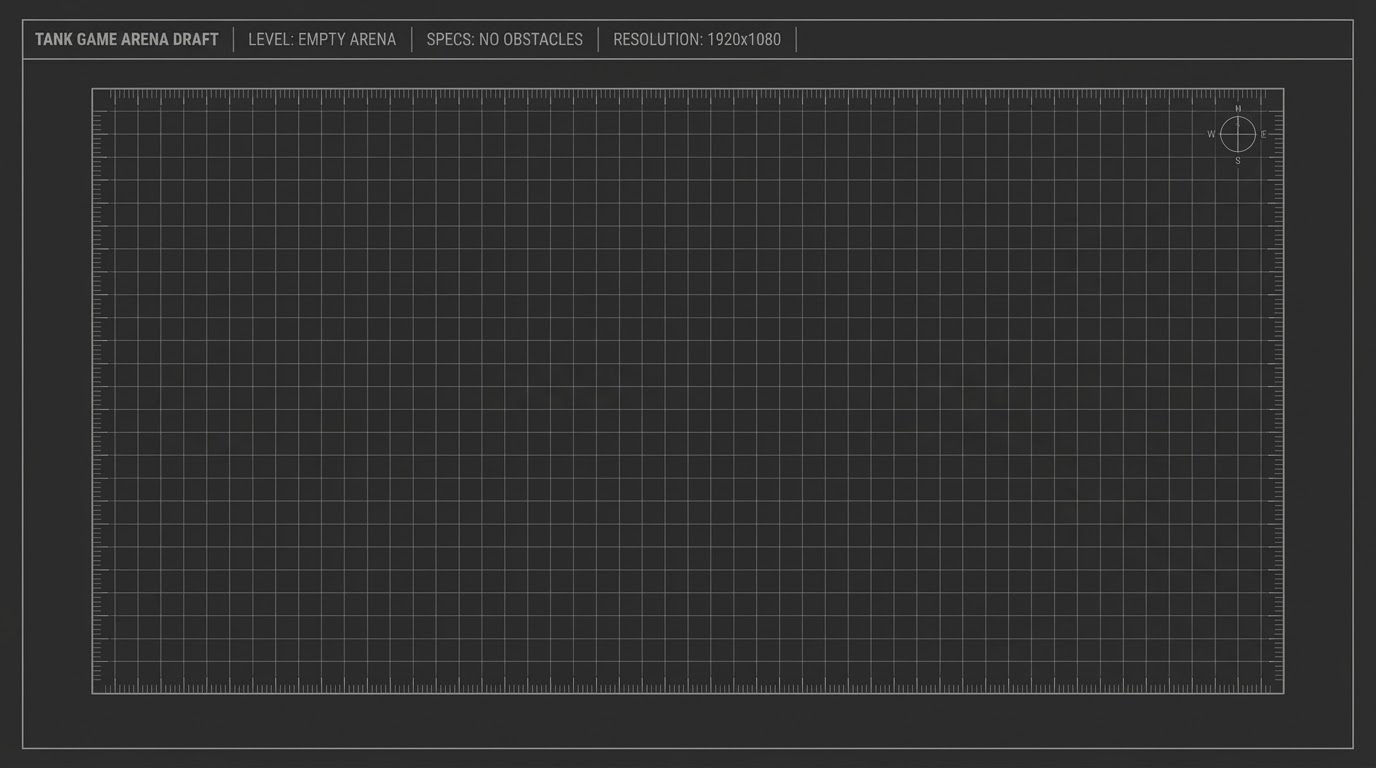 TANK GAME ARENA DRAFT LEVEL: EMPTY ARENA SPECS: NO OBSTACLES RESOLUTION: 1920x1080
N
W E
S